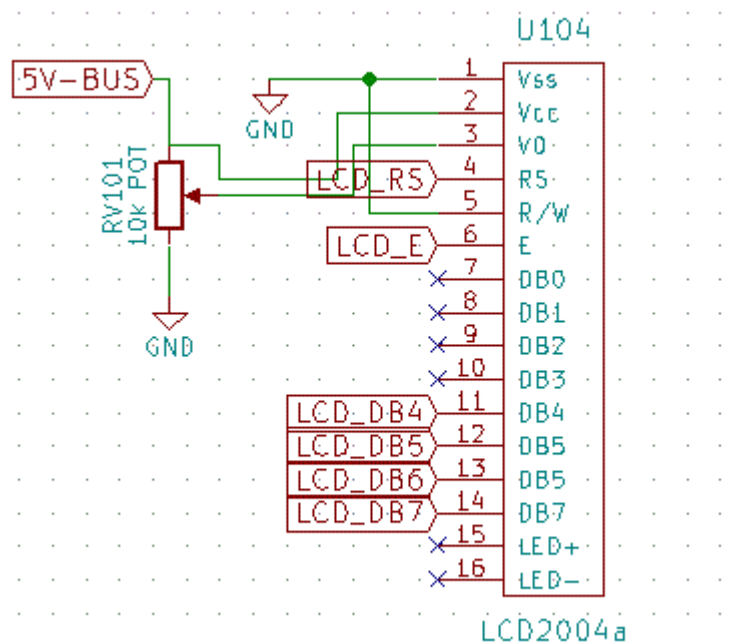 U104
5V-BUS
GND
RV101
10k POT
GND
LCD_RS
LCD_E
LCD_DB4
LCD_DB5
LCD_DB6
LCD_DB7
1 Vss
2 Vcc
3 V0
4 RS
5 R/W
6 E
7 DB0
8 DB1
9 DB2
10 DB3
11 DB4
12 DB5
13 DB5
14 DB7
15 LED+
16 LED-
LCD2004a